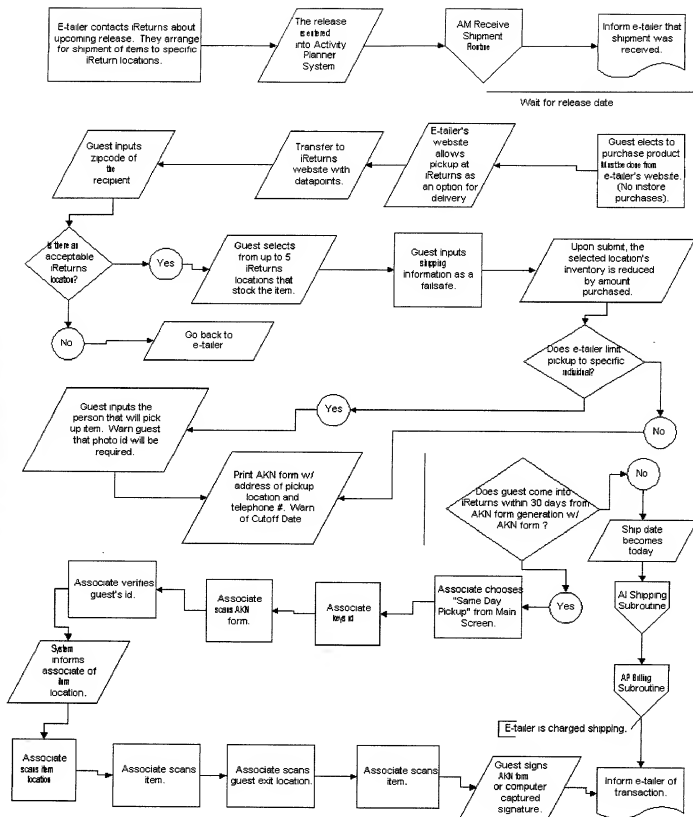 E-tailer contacts iReturns about
upcoming release. They arrange
for shipment of items to specific
iReturn locations.
The release
is entered
into Activity
Planner
System
AM Receive
Shipment
Routine
Inform e-tailer that
shipment was
received.
Wait for release date
Guest inputs
zipcode of
the
recipient
Transfer to
iReturns
website with
datapoints.
E-tailer's
website
allows
pickup at
iReturns as
an option for
delivery
Guest elects to
purchase product
Must be done from
e-tailer's website.
(No instore
purchases).
Is there an
acceptable
iReturns
location?
Yes
Guest selects
from up to 5
iReturns
locations that
stock the item.
Guest inputs
shipping
information as a
failsafe.
Upon submit, the
selected location's
inventory is reduced
by amount
purchased.
No
Go back to
e-tailer
Does e-tailer limit
pickup to specific
individual?
Guest inputs the
person that will pick
up item. Warn guest
that photo id will be
required.
Yes
No
Print AKN form w/
address of pickup
location and
telephone #. Warn
of Cutoff Date
Does guest come into
iReturns within 30 days from
AKN form generation w/
AKN form ?
No
Ship date
becomes
today
Associate verifies
guest's id.
Associate
scans AKN
form.
Associate
keys id
Associate chooses
"Same Day
Pickup" from Main
Screen.
Yes
AI Shipping
Subroutine
System
informs
associate of
item
location.
AP Billing
Subroutine
E-tailer is charged shipping.
Associate
scans item
location
Associate scans
item.
Associate scans
guest exit location.
Associate scans
item.
Guest signs
AKN form
or computer
captured
signature.
Inform e-tailer of
transaction.